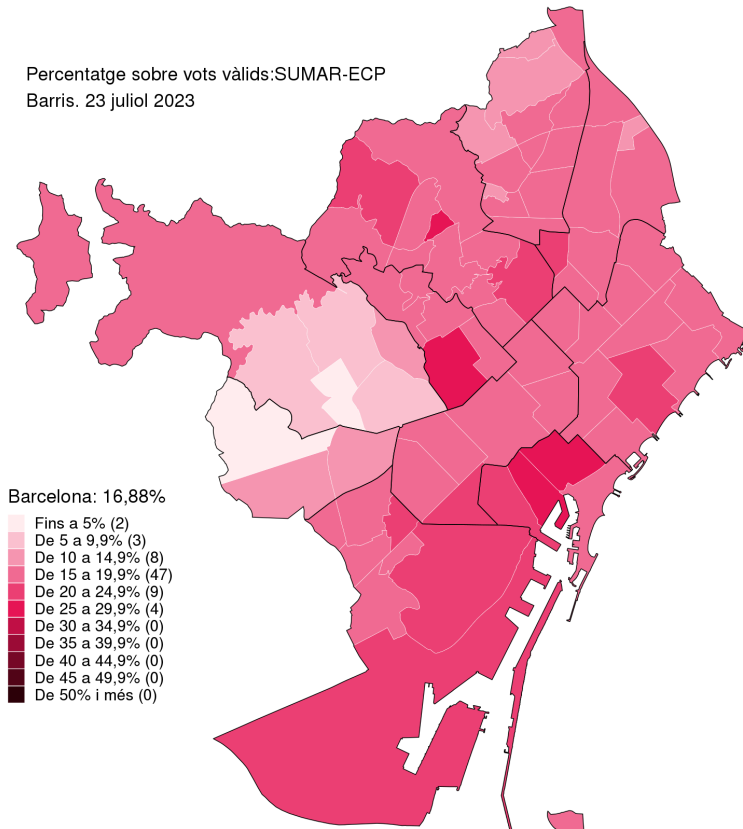 Percentatge sobre vots vàlids:SUMAR-ECP
Barris. 23 juliol 2023
Barcelona: 16,88%
Fins a 5% (2)
De 5 a 9,9% (3)
De 10 a 14,9% (8)
De 15 a 19,9% (47)
De 20 a 24,9% (9)
De 25 a 29,9% (4)
De 30 a 34,9% (0)
De 35 a 39,9% (0)
De 40 a 44,9% (0)
De 45 a 49,9% (0)
De 50% i més (0)